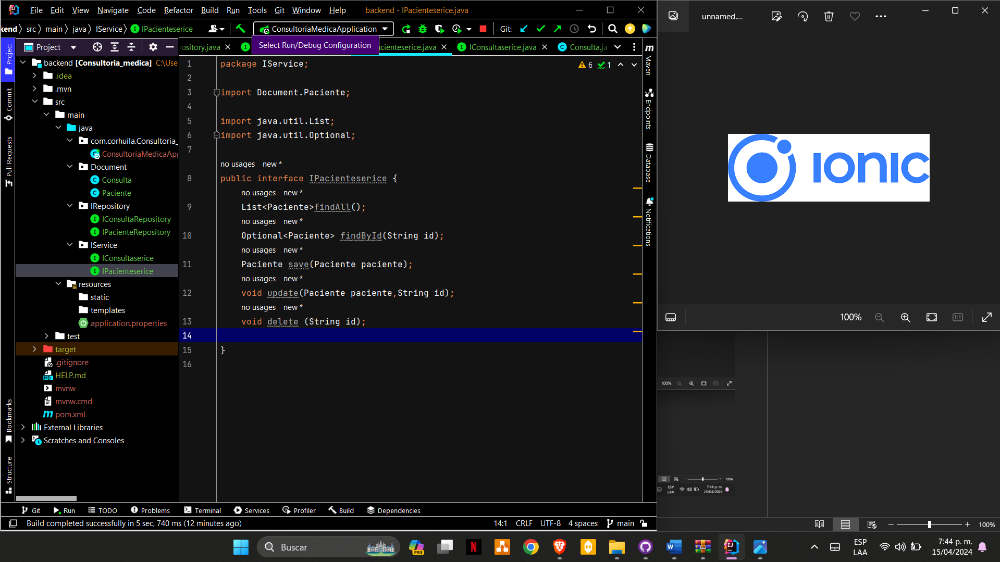 File Edit View Navigate Code Refactor Build Run Tools Git Window Help backend - IPacienteserice.java
kend src main java IService IPacienteserice ConsultoriaMedicaApplication Git:
Select Run/Debug Configuration
Project
ository.java
acienteserice.java
IConsultaserice.java
Consulta.ja
backend [Consultoria_medica] C:\Use
.idea
.mvn
src
main
java
com.corhuila.Consultoria_
ConsultoriaMedicaApp
Document
Consulta
Paciente
IRepository
IConsultaRepository
IPacienteRepository
IService
IConsultaserice
IPacienteserice
resources
static
templates
application.properties
test
target
.gitignore
HELP.md
mvnw
mvnw.cmd
pom.xml
External Libraries
Scratches and Consoles
Project
Commit
Pull Requests
Bookmarks
Structure
6 1
1 package IService;
2
3 import Document.Paciente;
4
5 import java.util.List;
6 import java.util.Optional;
7
no usages new *
8 public interface IPacienteserice {
no usages new *
9 List<Paciente>findAll();
no usages new *
10 Optional<Paciente> findById(String id);
no usages new *
11 Paciente save(Paciente paciente);
no usages new *
12 void update(Paciente paciente,String id);
no usages new *
13 void delete (String id);
14
15 }
16
Maven
Endpoints
Database
Notifications
Git Run TODO Problems Terminal Services Profiler Build Dependencies
Build completed successfully in 5 sec, 740 ms (12 minutes ago) 14:1 CRLF UTF-8 4 spaces main
unnamed....
IONIC
100% 1:1
100%
100%
ESP
LAA
7:44 p. m.
15/04/2024
100%
Buscar
PRE
ESP
LAA
7:44 p. m.
15/04/2024